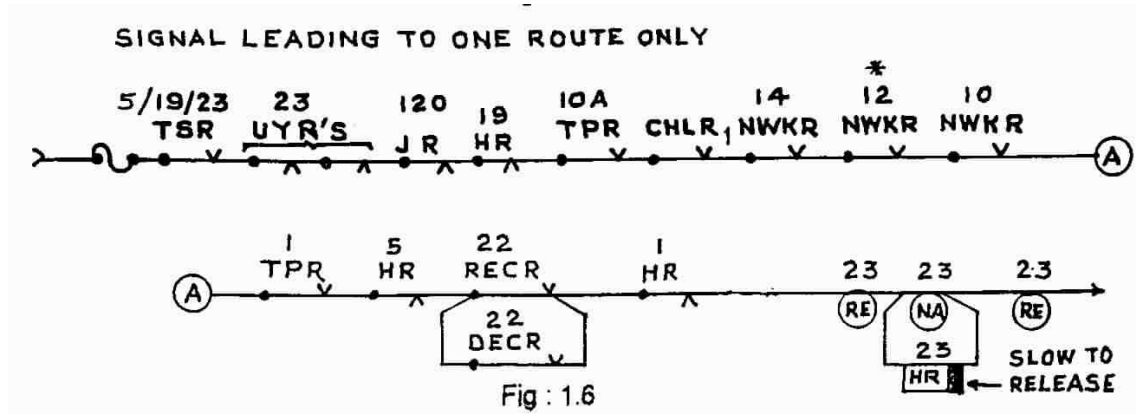 SIGNAL LEADING TO ONE ROUTE ONLY
*
5/19/23 23 120 19 10A 14 12 10
TSR UYR'S JR HR TPR CHLR, NWKR NWKR NWKR
A
1 5 22 1 23 23 23
TPR HR RECR HR
A
RE NA RE
22
DECR
23
HR
SLOW TO
RELEASE
Fig : 1.6